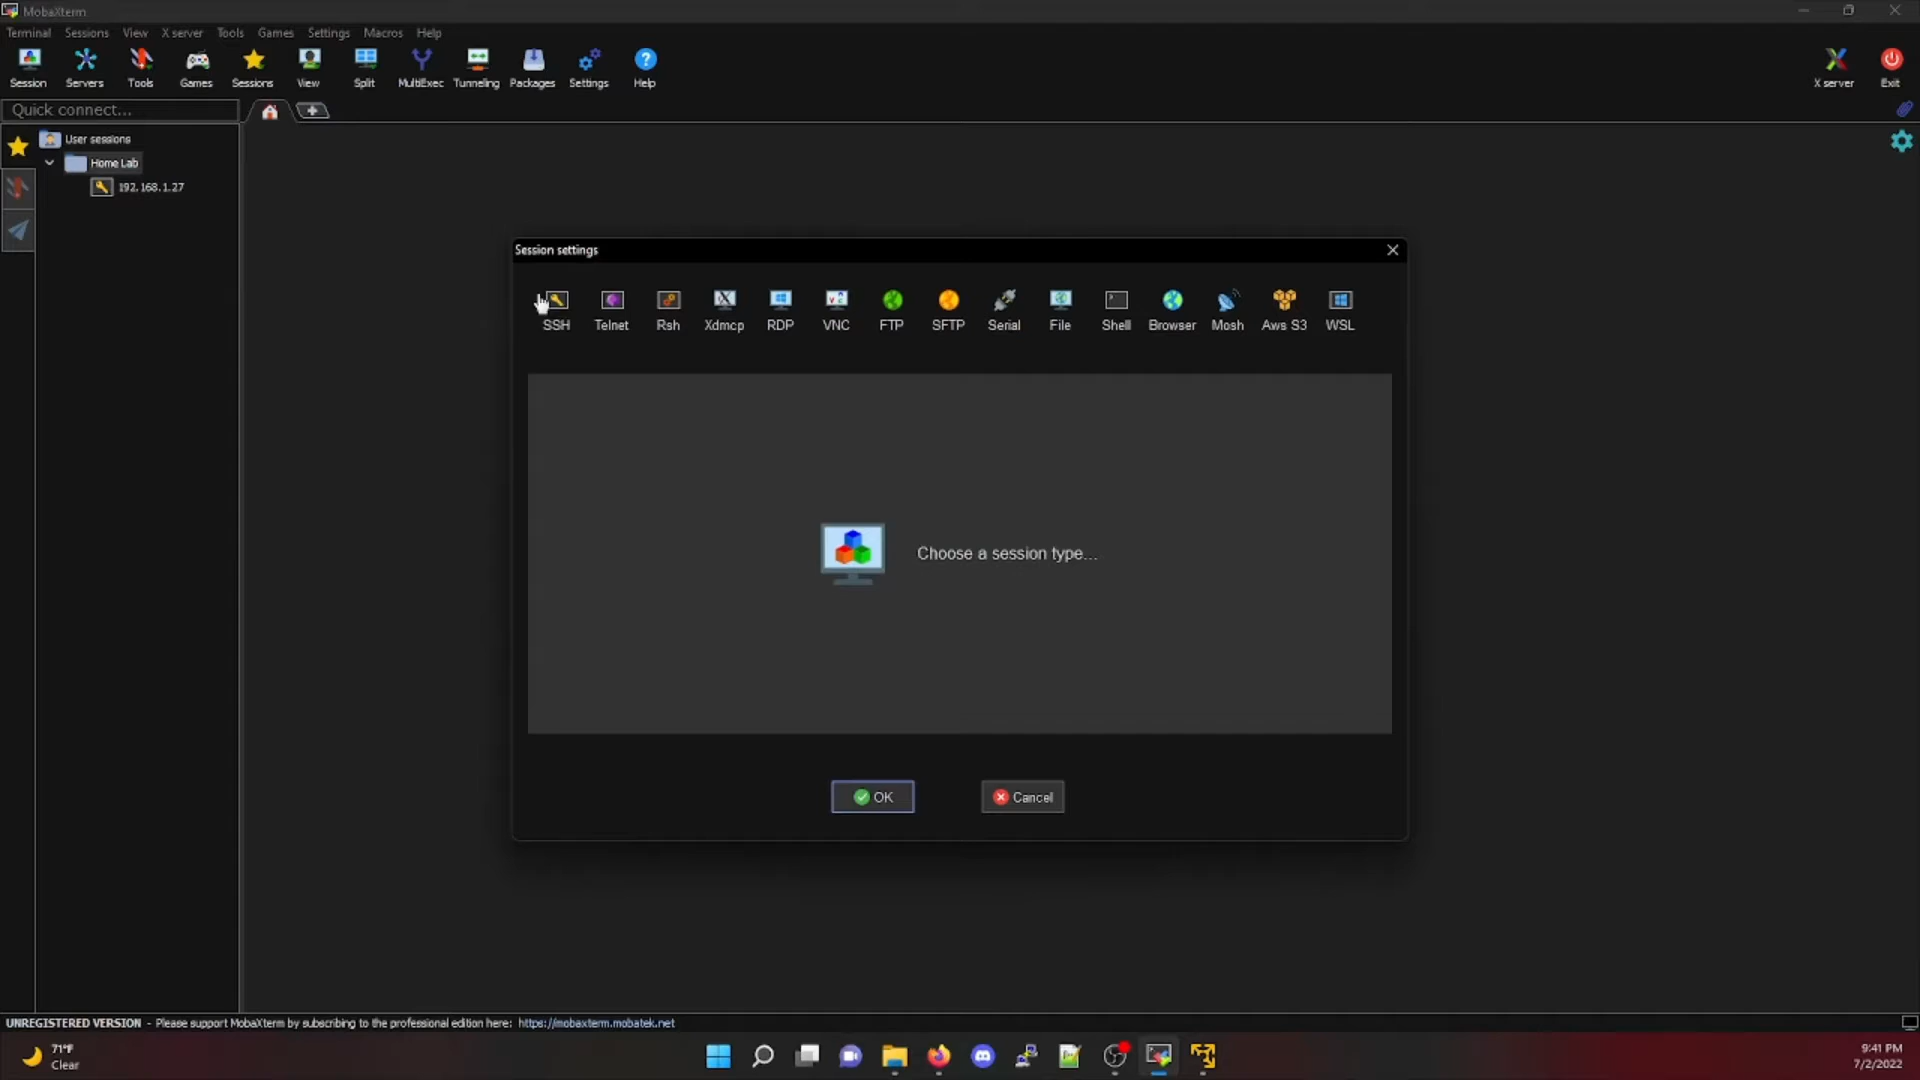 MobaXterm
Terminal Sessions View X server Tools Games Settings Macros Help
Session Servers Tools Games Sessions View Split MultiExec Tunneling Packages Settings Help X server Exit
Quick connect...
User sessions
Home Lab
192.168.1.27
Session settings
SSH Telnet Rsh Xdmcp RDP VNC FTP SFTP Serial File Shell Browser Mosh Aws S3 WSL
Choose a session type...
OK Cancel
UNREGISTERED VERSION - Please support MobaXterm by subscribing to the professional edition here: https://mobaxterm.mobatek.net
71°F
Clear
9:41 PM
7/2/2022